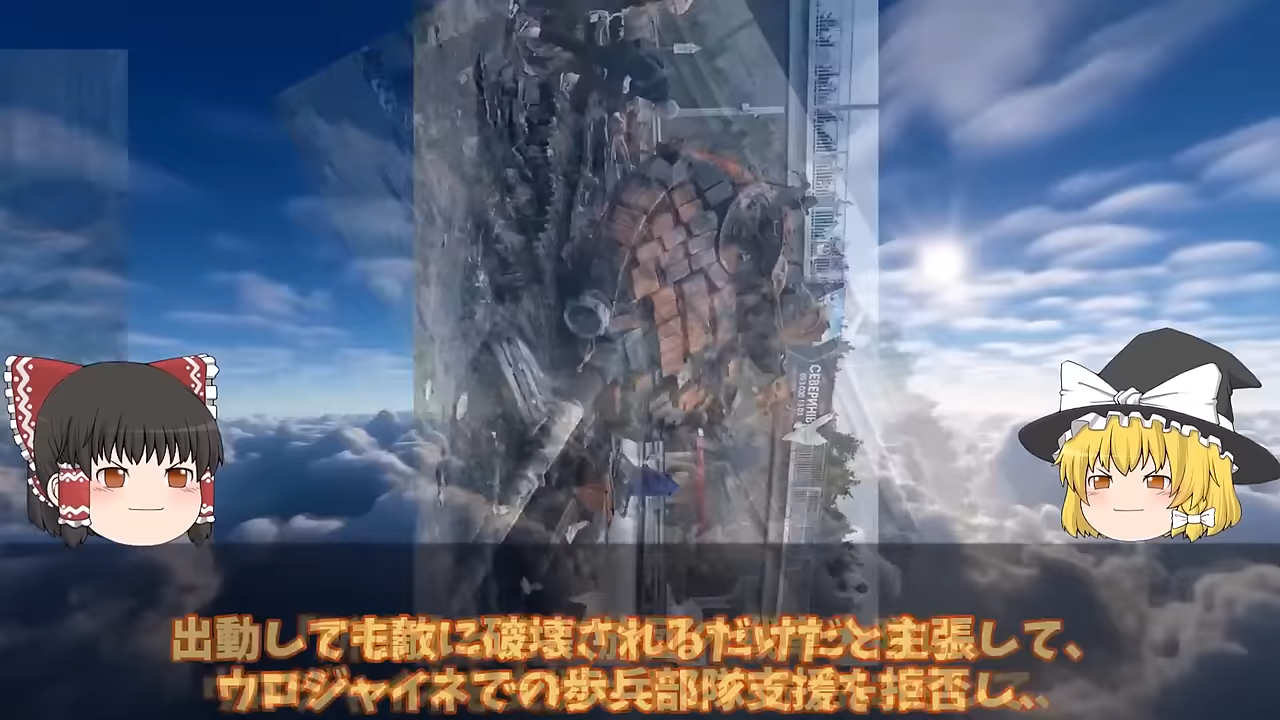 СЕВЕРИНІВ
出動しても敵に破壊されるだけだと主張して、
ウロジャイネでの歩兵部隊支援を拒否し、